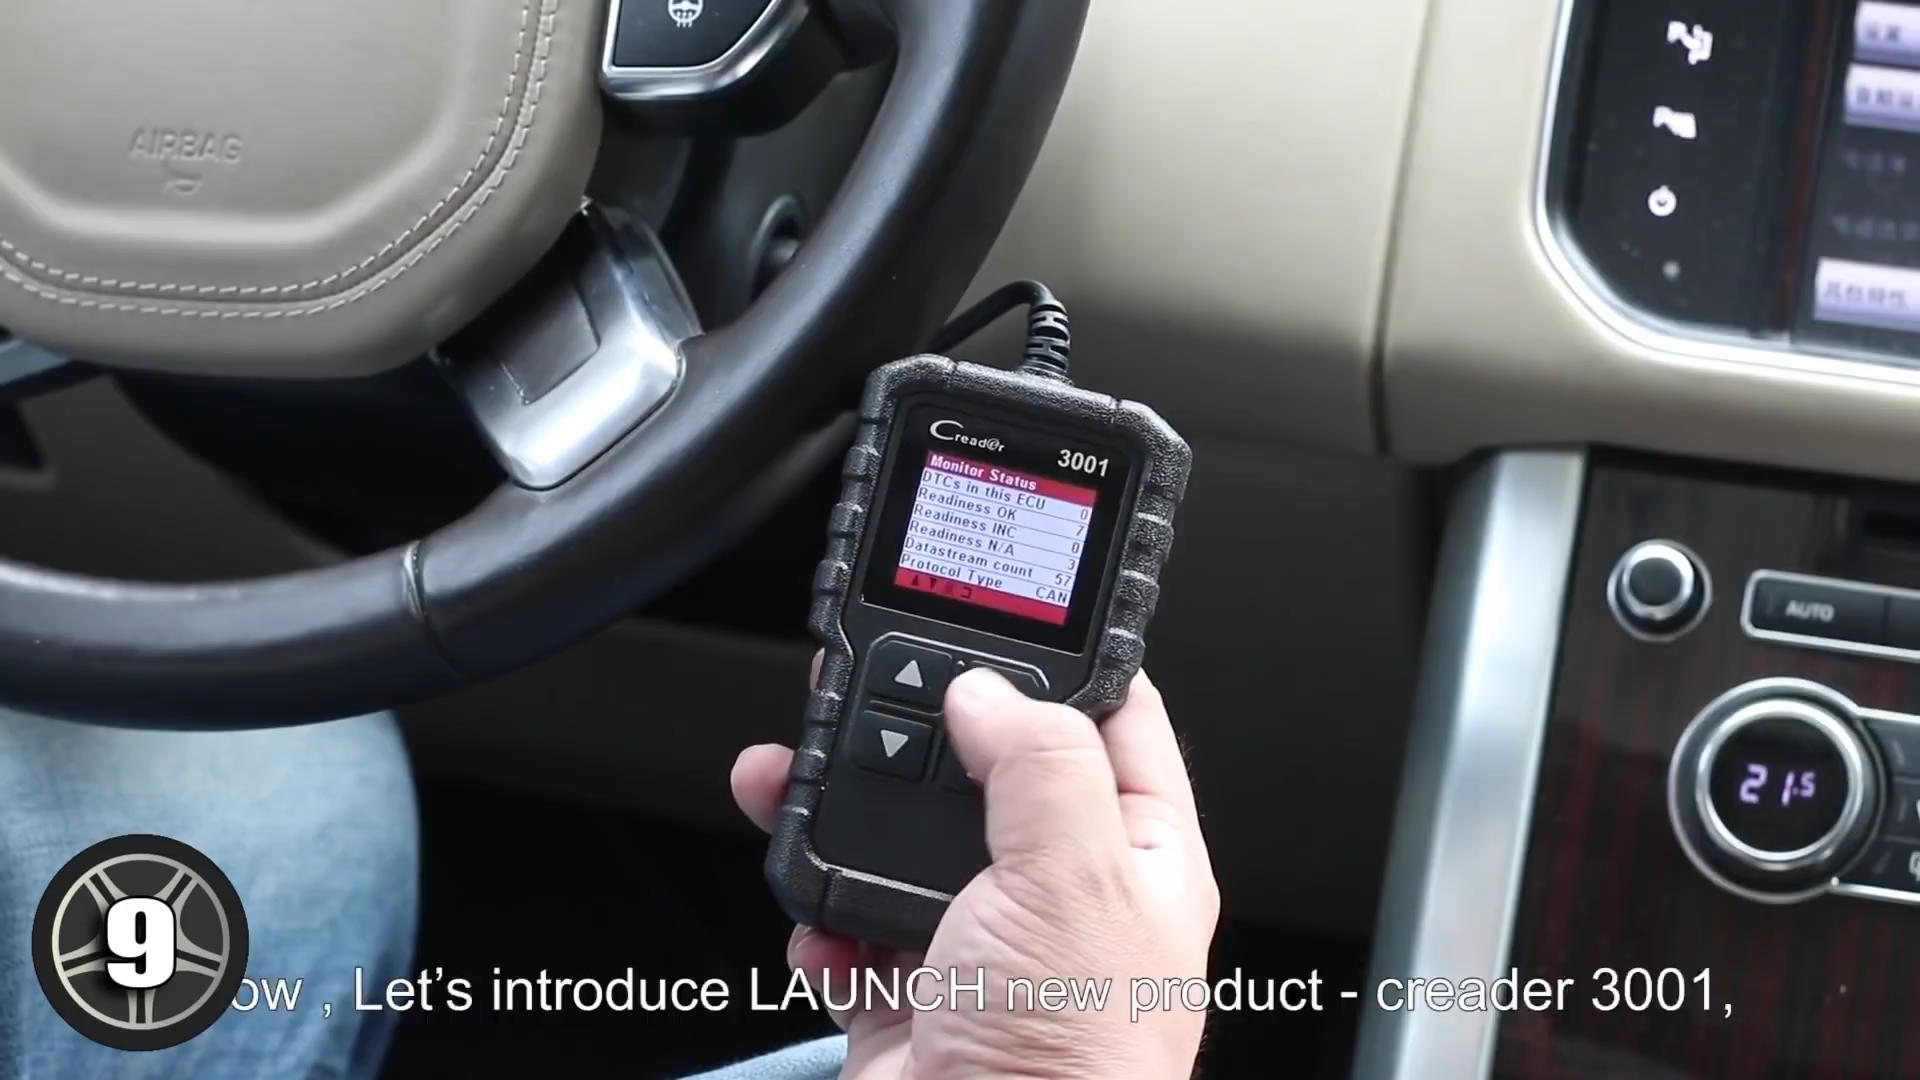 AIRBAG
Cread@r
3001
Monitor Status
DTCs in this ECU 0
Readiness OK 7
Readiness INC 0
Readiness N/A 3
Datastream count 57
Protocol Type CAN
AUTO
21.5
9
ow , Let's introduce LAUNCH new product - creader 3001,